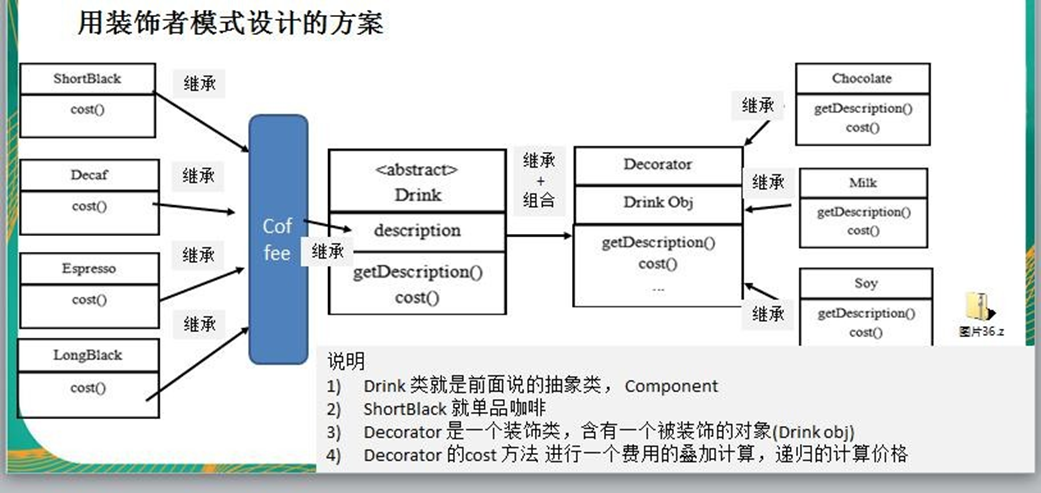 用装饰者模式设计的方案
ShortBlack
cost()
继承
Decaf
cost()
继承
Espresso
cost()
继承
LongBlack
cost()
继承
Cof
fee
继承
<abstract>
Drink
description
getDescription()
cost()
继承
+
组合
Decorator
Drink Obj
getDescription()
cost()
...
继承
Chocolate
getDescription()
cost()
继承
Milk
getDescription()
cost()
继承
Soy
getDescription()
cost()
图片36.z
说明
1) Drink 类就是前面说的抽象类， Component
2) ShortBlack 就单品咖啡
3) Decorator 是一个装饰类，含有一个被装饰的对象(Drink obj)
4) Decorator 的cost 方法 进行一个费用的叠加计算，递归的计算价格